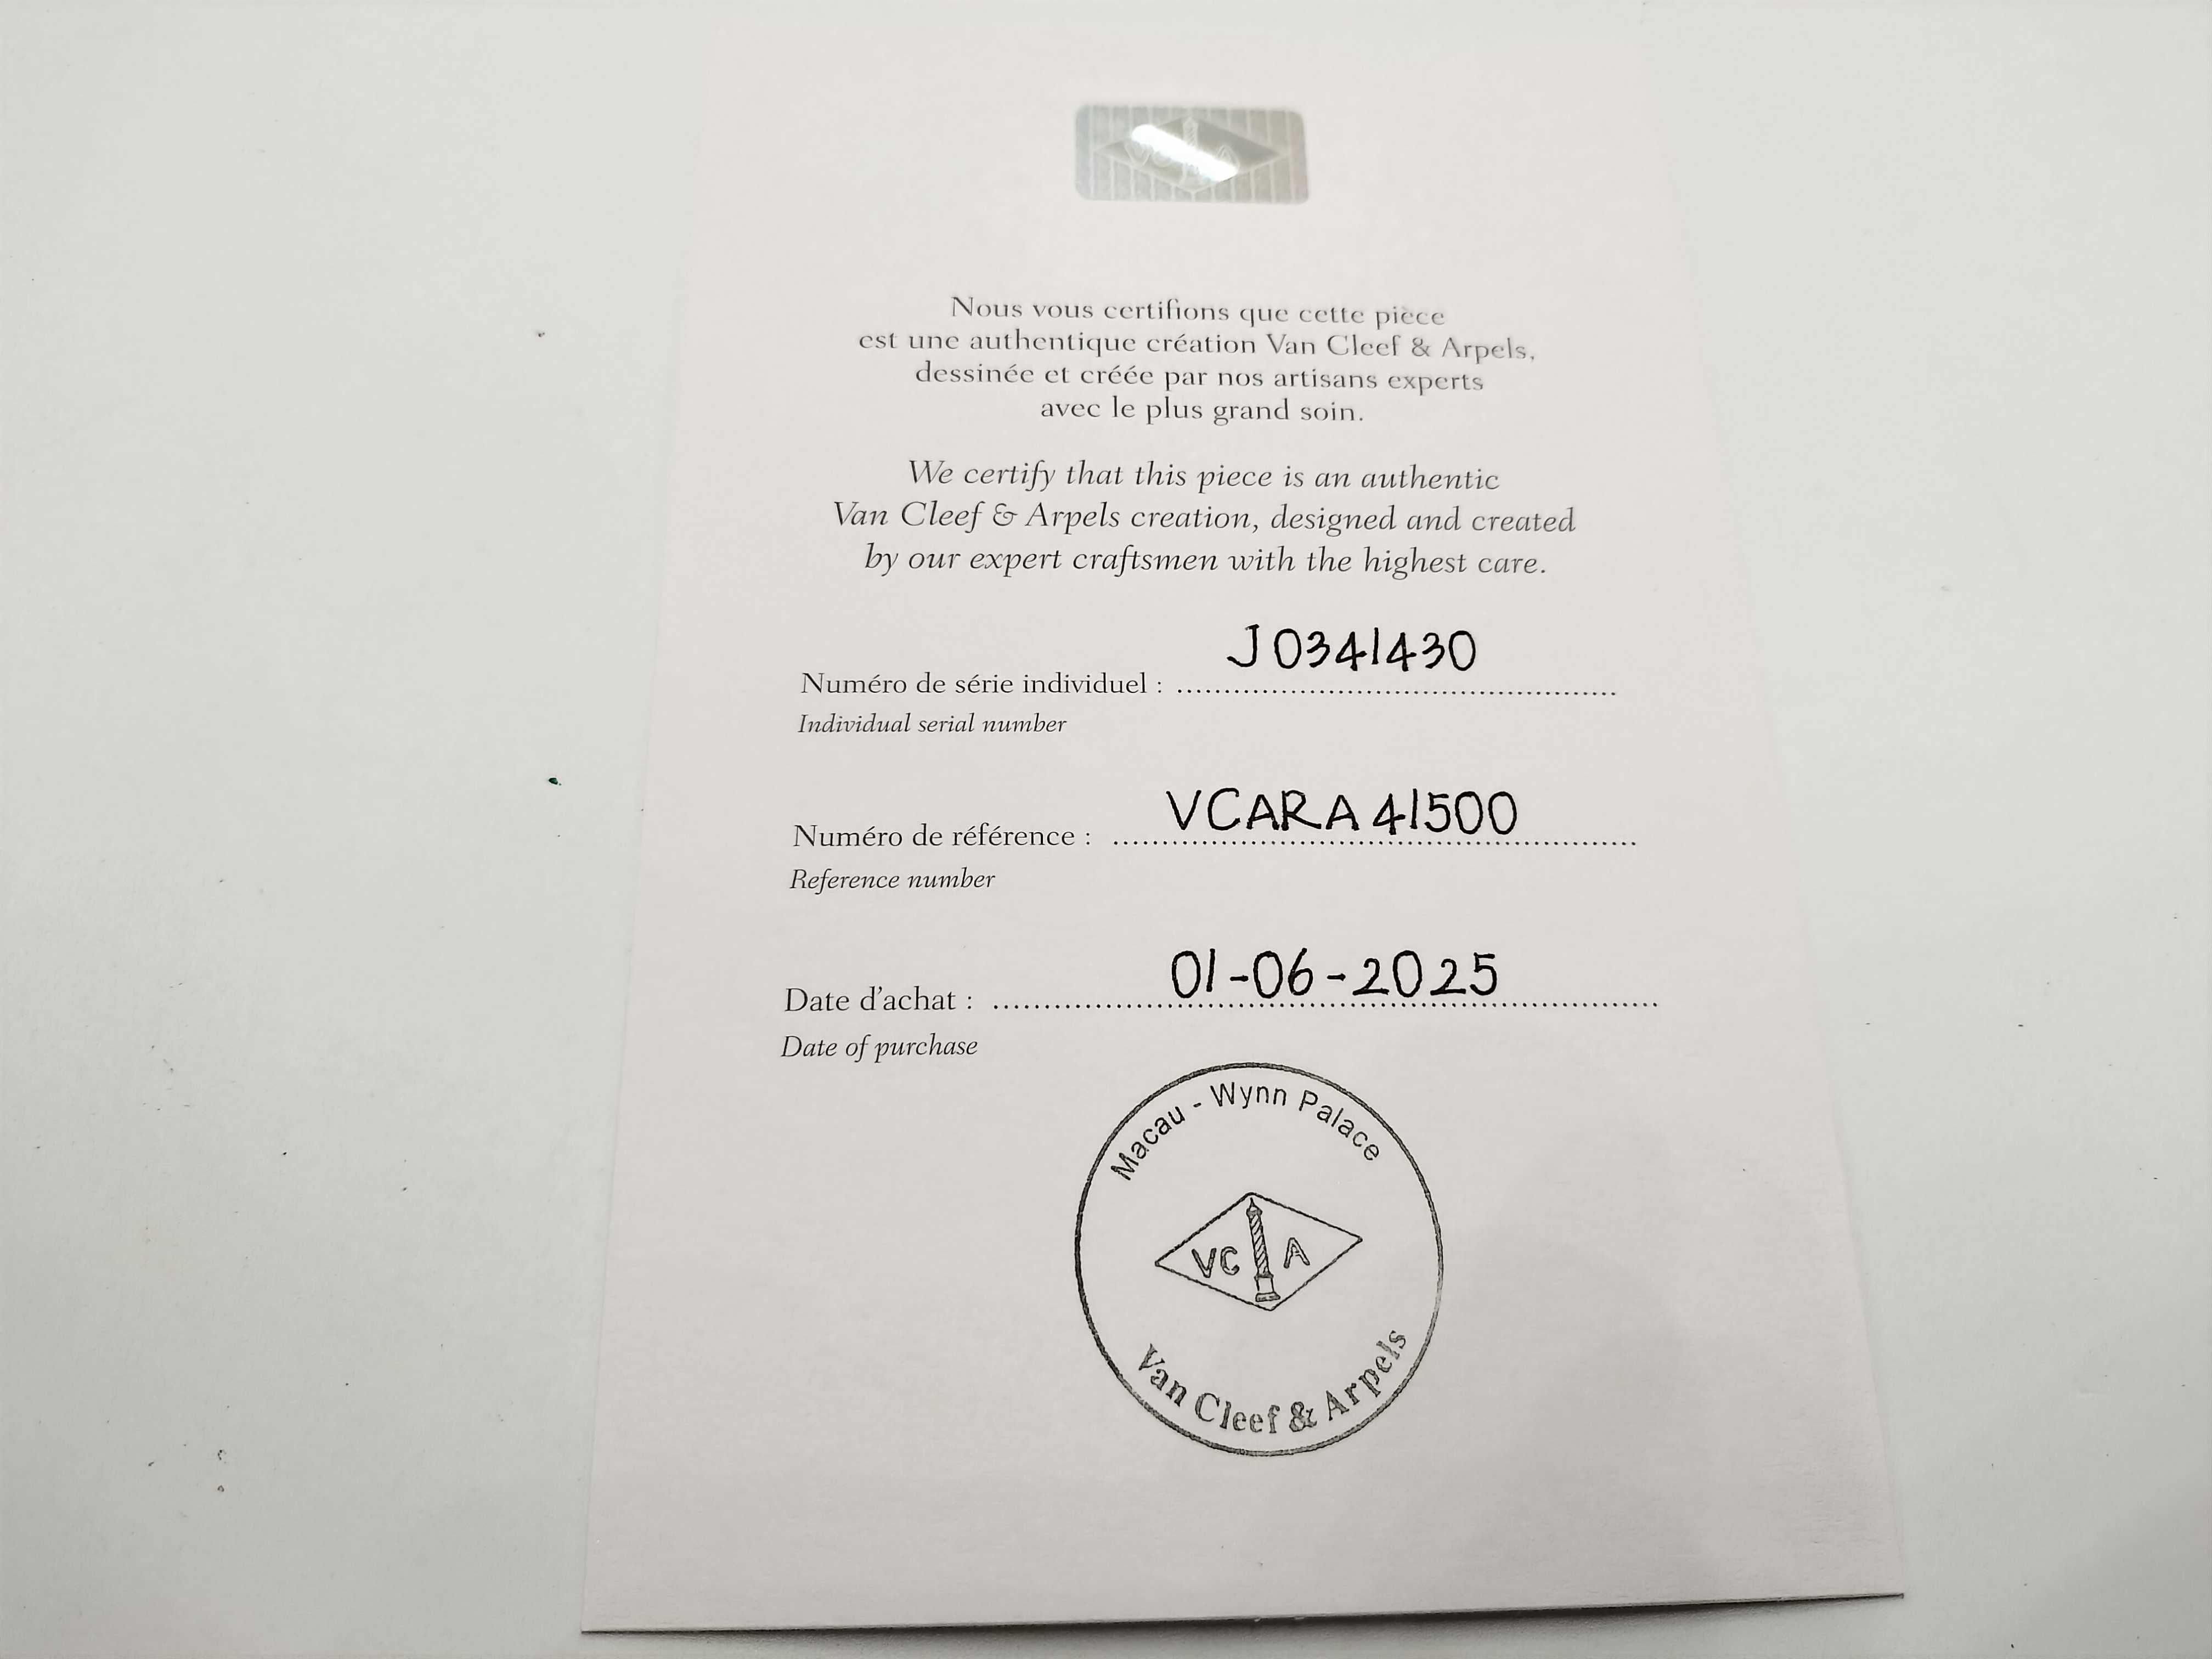 VCA
Nous vous certifions que cette pièce
est une authentique création Van Cleef & Arpels,
dessinée et créée par nos artisans experts
avec le plus grand soin.
We certify that this piece is an authentic
Van Cleef & Arpels creation, designed and created
by our expert craftsmen with the highest care.
Numéro de série individuel : J0341430
Individual serial number
Numéro de référence : VCARA41500
Reference number
Date d'achat : 01-06-2025
Date of purchase
Macau - Wynn Palace
VC A
Van Cleef & Arpels